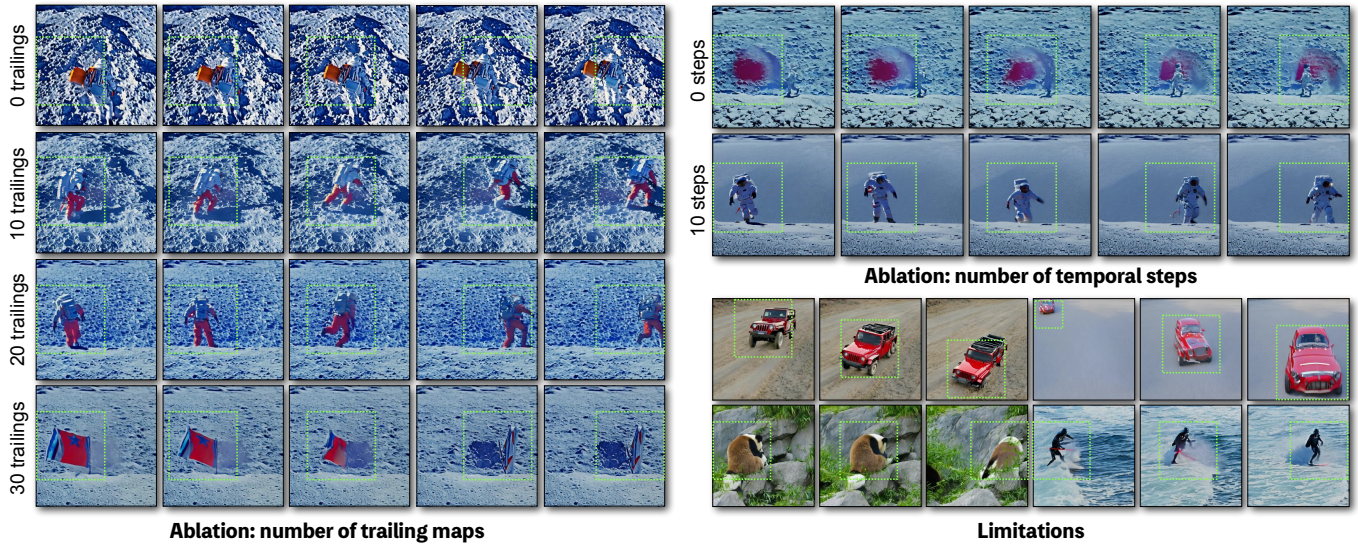 0 trailings
10 trailings
20 trailings
30 trailings
Ablation: number of trailing maps
0 steps
10 steps
Ablation: number of temporal steps
Limitations